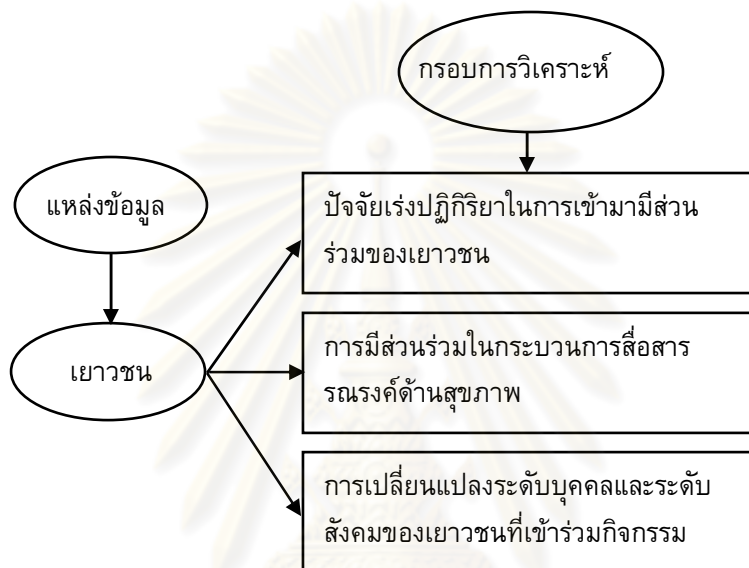 กรอบการวิเคราะห์
แหล่งข้อมูล
ปัจจัยเร่งปฏิกิริยาในการเข้ามามีส่วน
ร่วมของเยาวชน
เยาวชน
การมีส่วนร่วมในกระบวนการสื่อสาร
รณรงค์ด้านสุขภาพ
การเปลี่ยนแปลงระดับบุคคลและระดับ
สังคมของเยาวชนที่เข้าร่วมกิจกรรม